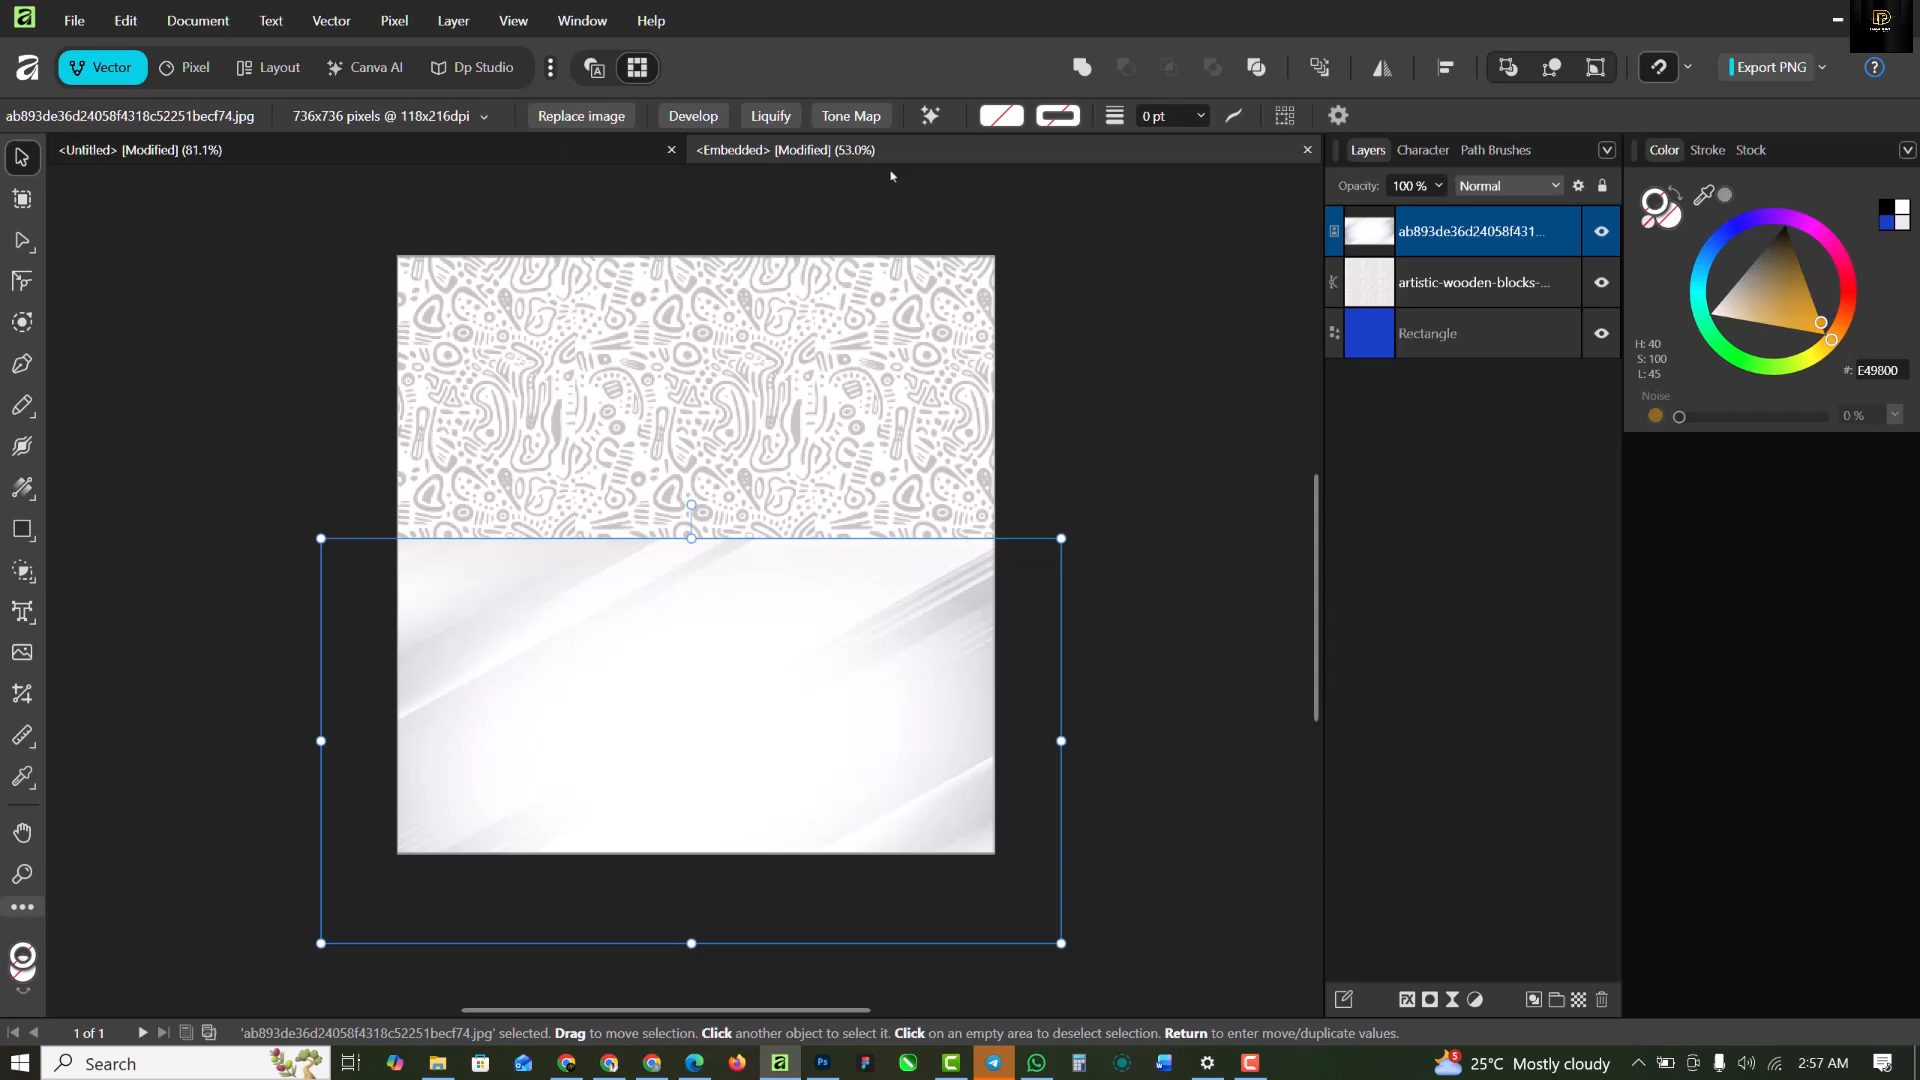 File Edit Document Text Vector Pixel Layer View Window Help
Vector Pixel Layout Canva AI Dp Studio Export PNG
ab893de36d24058f4318c52251becf74.jpg 736x736 pixels @ 118x216dpi Replace image Develop Liquify Tone Map 0 pt
<Untitled> [Modified] (81.1%) <Embedded> [Modified] (53.0%)
Layers Character Path Brushes
Color Stroke Stock
Opacity: 100 % Normal
ab893de36d24058f431...
artistic-wooden-blocks-...
Rectangle
H: 40
S: 100
L: 45
#: E49800
Noise
0 %
1 of 1 'ab893de36d24058f4318c52251becf74.jpg' selected. Drag to move selection. Click another object to select it. Click on an empty area to deselect selection. Return to enter move/duplicate values.
Search 5 25°C Mostly cloudy 2:57 AM